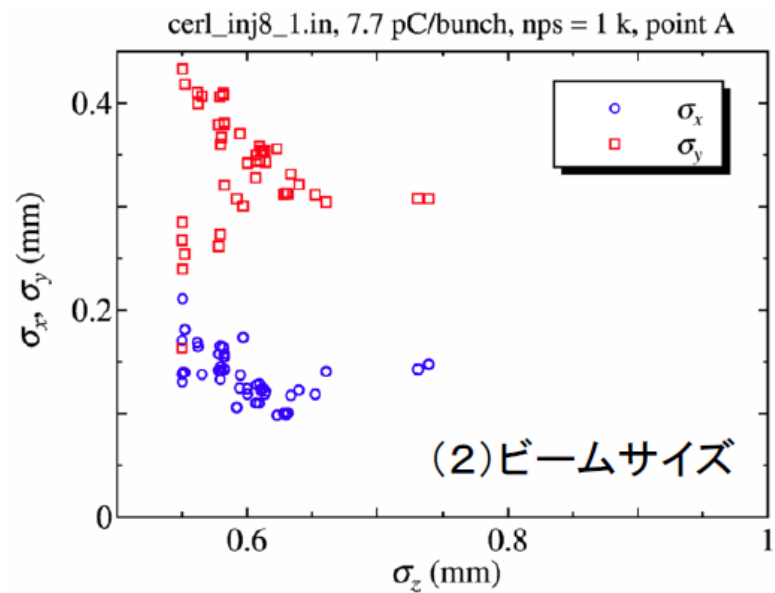 cerl_inj8_1.in, 7.7 pC/bunch, nps = 1 k, point A
σx
σy
0.4
0.2
0
σx, σy (mm)
(2)ビームサイズ
0.6
0.8
1
σz (mm)